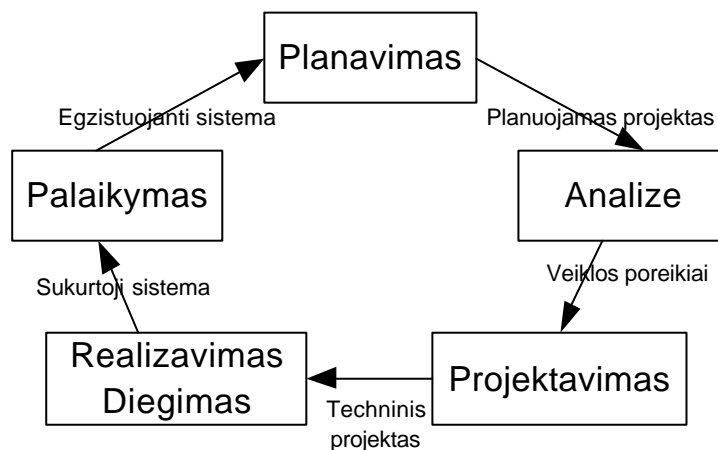 Planavimas
Egzistuojanti sistema
Planuojamas projektas
Palaikymas
Analize
Sukurtoji sistema
Veiklos poreikiai
Realizavimas
Diegimas
Projektavimas
Techninis
projektas